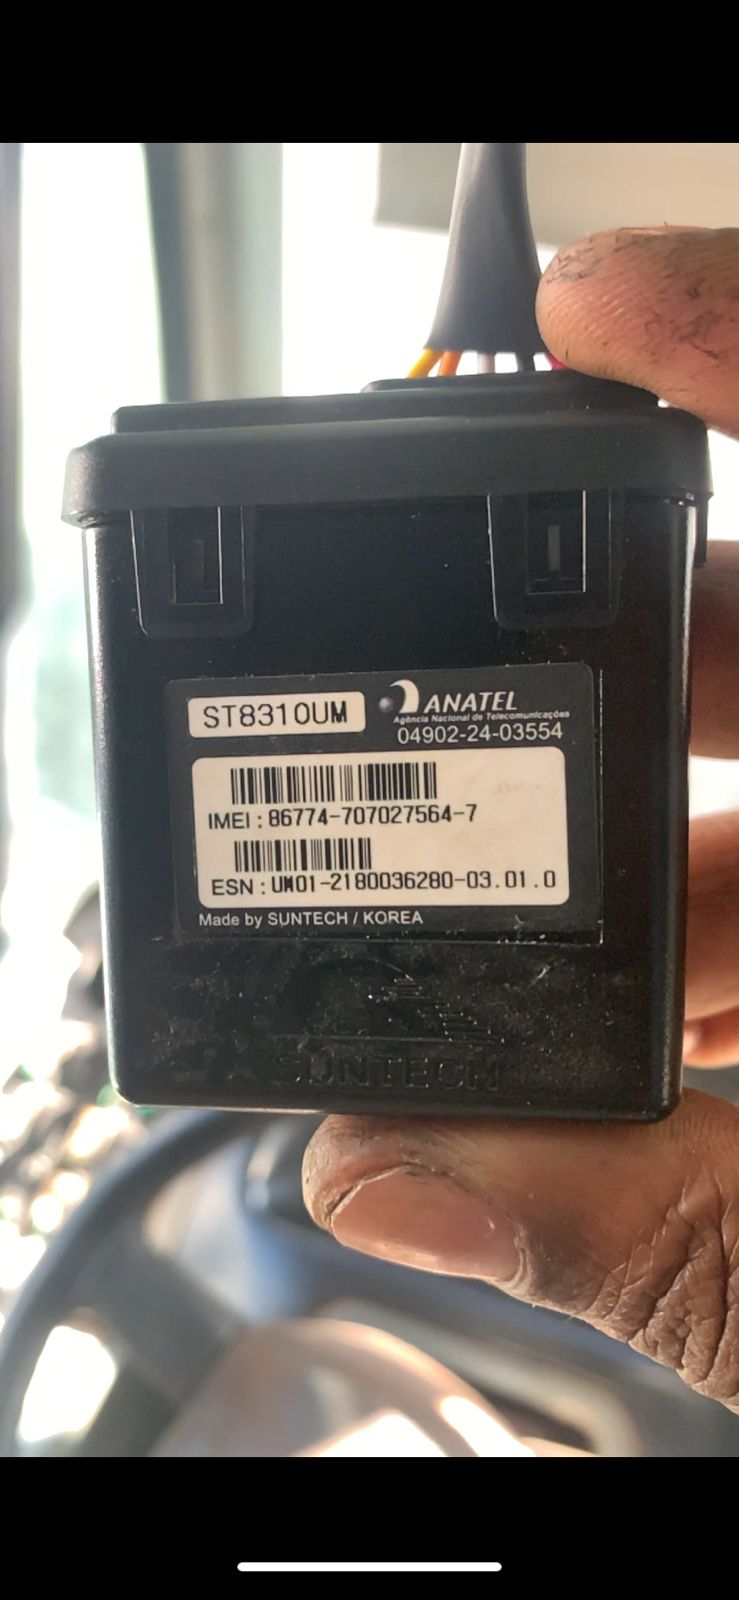 ST8310UM
ANATEL
Agência Nacional de Telecomunicações
04902-24-03554
IMEI : 86774-707027564-7
ESN : UM01-2180036280-03.01.0
Made by SUNTECH / KOREA
SUNTECH